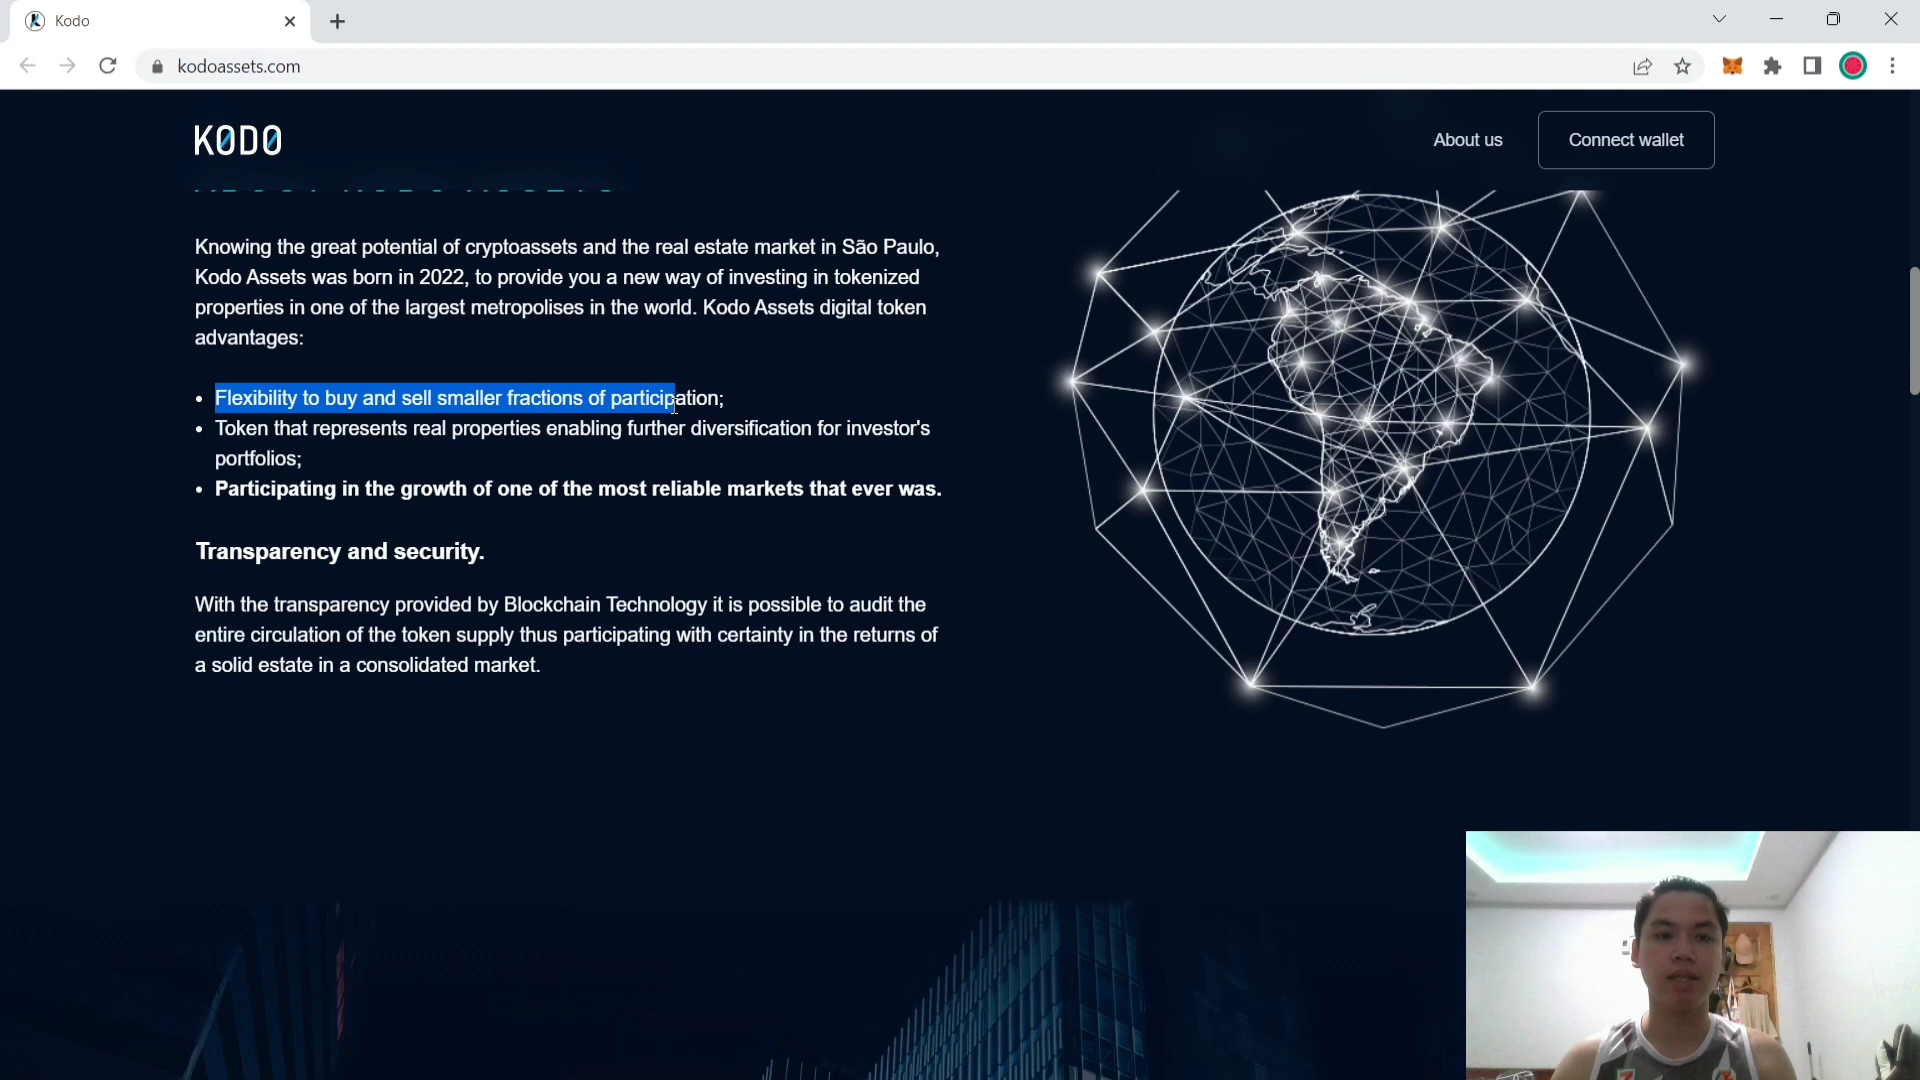 Kodo
kodoassets.com
KODO
About us
Connect wallet
Knowing the great potential of cryptoassets and the real estate market in São Paulo,
Kodo Assets was born in 2022, to provide you a new way of investing in tokenized
properties in one of the largest metropolises in the world. Kodo Assets digital token
advantages:
• Flexibility to buy and sell smaller fractions of participation;
• Token that represents real properties enabling further diversification for investor's
portfolios;
• Participating in the growth of one of the most reliable markets that ever was.
Transparency and security.
With the transparency provided by Blockchain Technology it is possible to audit the
entire circulation of the token supply thus participating with certainty in the returns of
a solid estate in a consolidated market.